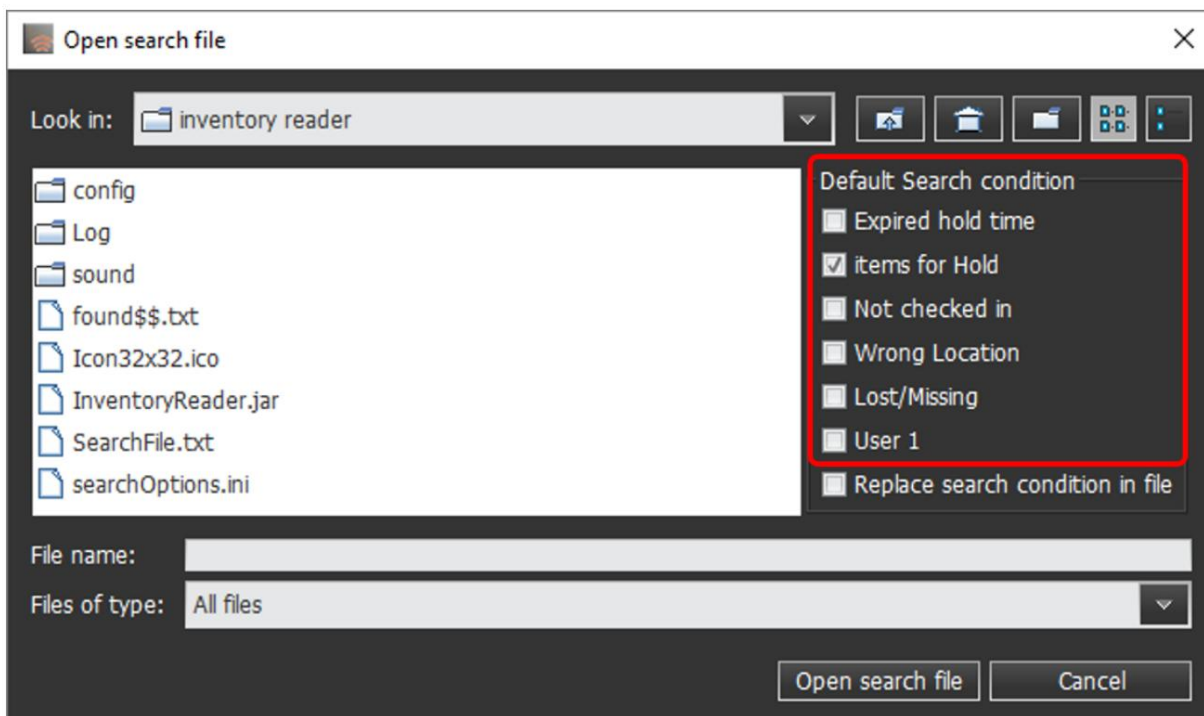 Open search file
Look in: inventory reader
config
Log
sound
found$$.txt
Icon32x32.ico
InventoryReader.jar
SearchFile.txt
searchOptions.ini
Default Search condition
Expired hold time
items for Hold
Not checked in
Wrong Location
Lost/Missing
User 1
Replace search condition in file
File name:
Files of type: All files
Open search file Cancel